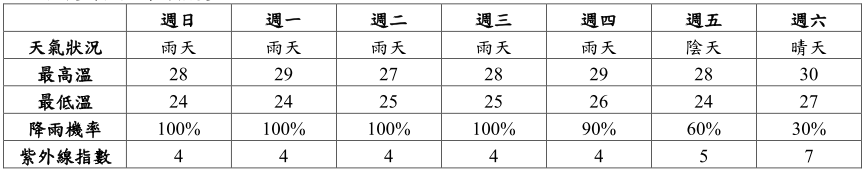 週日 週一 週二 週三 週四 週五 週六
天氣狀況 雨天 雨天 雨天 雨天 雨天 陰天 晴天
最高溫 28 29 27 28 29 28 30
最低溫 24 24 25 25 26 24 27
降雨機率 100% 100% 100% 100% 90% 60% 30%
紫外線指數 4 4 4 4 4 5 7